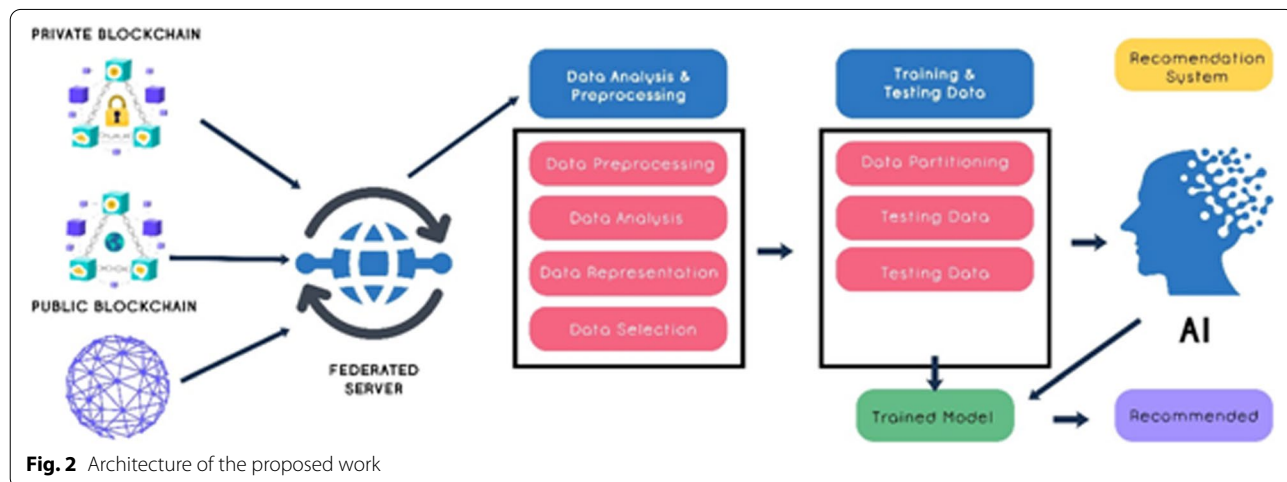 PRIVATE BLOCKCHAIN
PUBLIC BLOCKCHAIN
FEDERATED
SERVER
Data Analysis &
Preprocessing
Data Preprocessing
Data Analysis
Data Representation
Data Selection
Training &
Testing Data
Data Partitioning
Testing Data
Testing Data
Trained Model
Recomendation
System
AI
Recommended
Fig. 2 Architecture of the proposed work